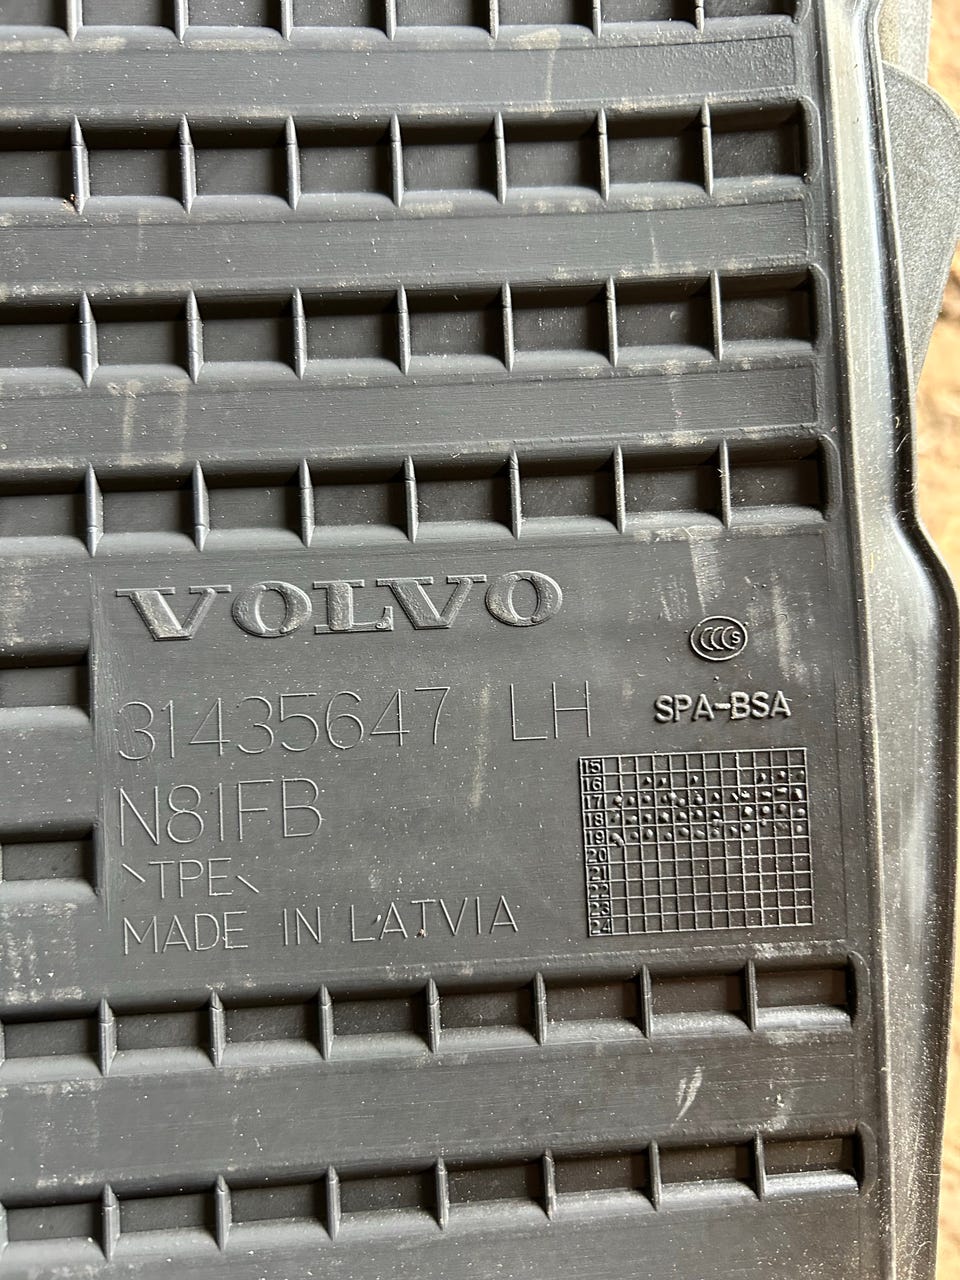 VOLVO
CCCS
31435647 LH
SPA-BSA
N81FB
>TPE<
MADE IN LATVIA
15
16
17
18
19
20
21
22
23
24